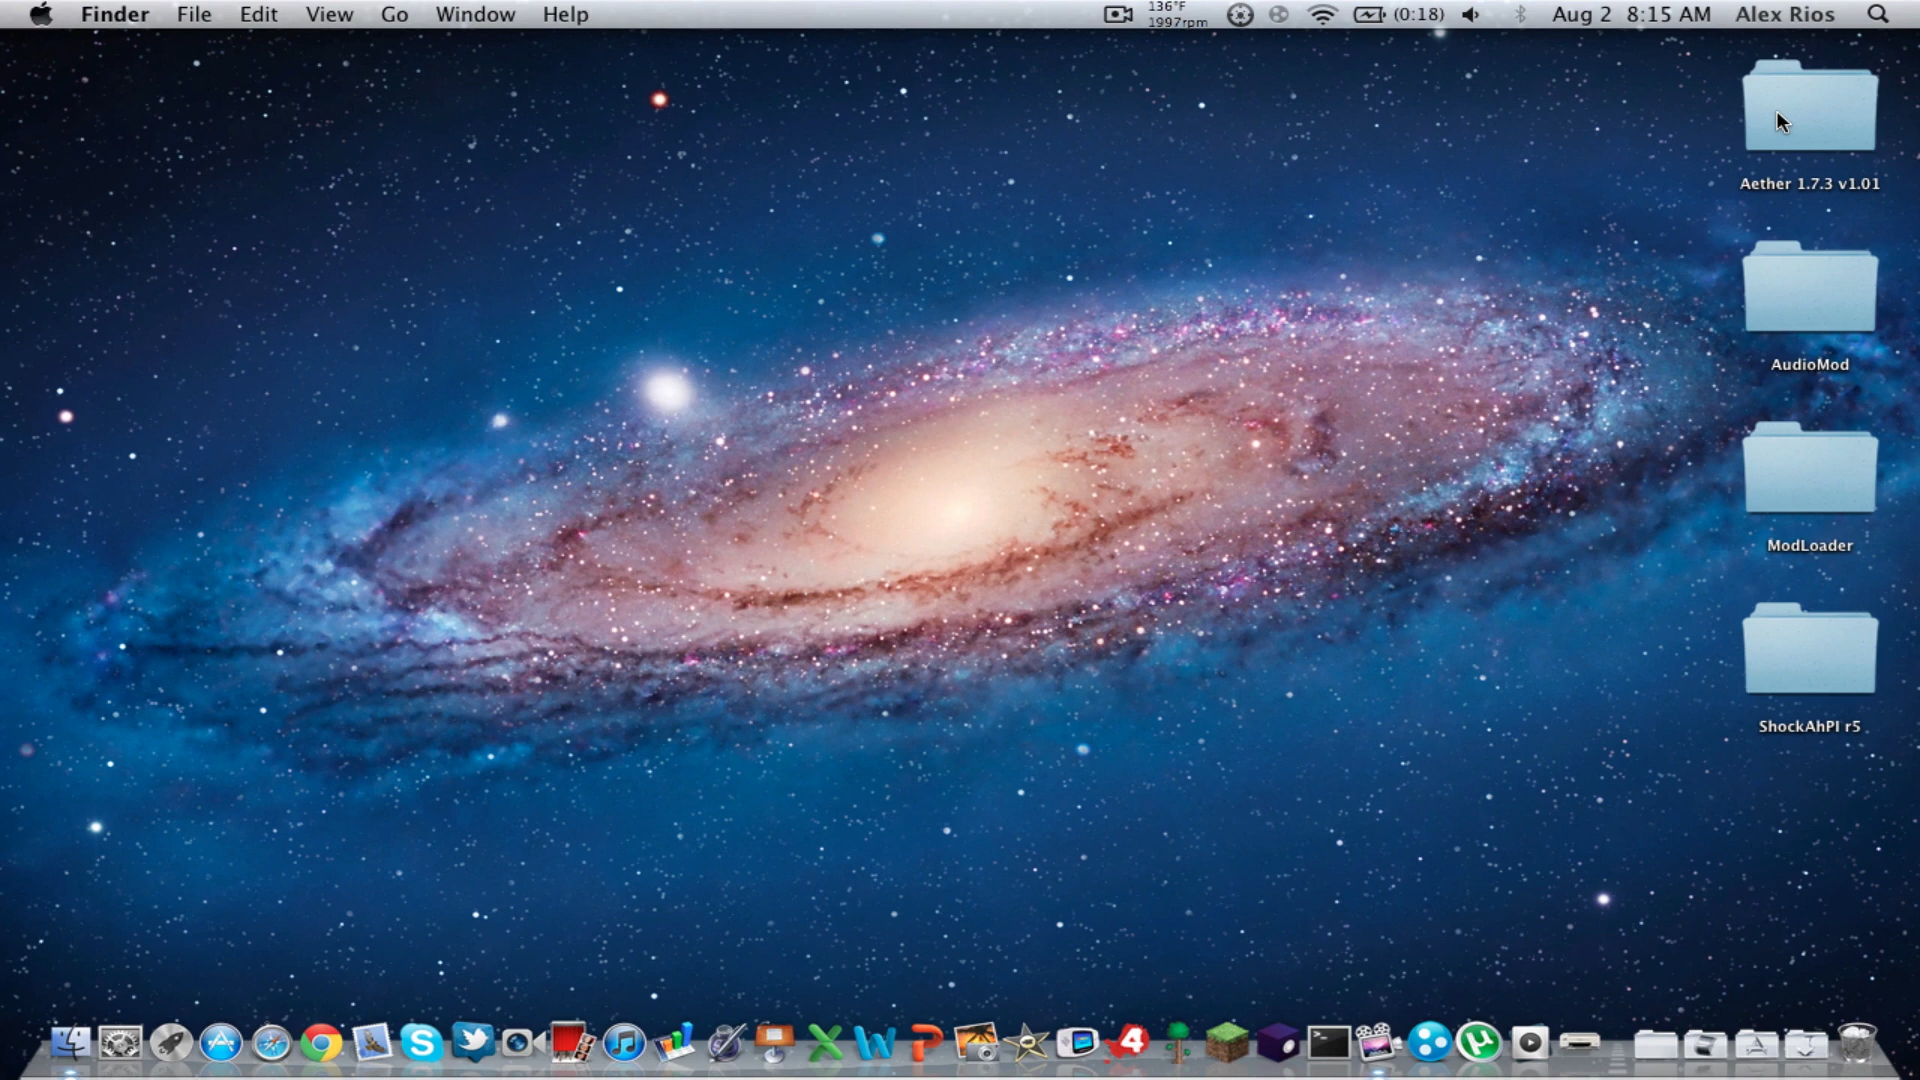 Finder File Edit View Go Window Help 136°F 1997rpm (0:18) Aug 2 8:15 AM Alex Rios
Aether 1.7.3 v1.01
AudioMod
ModLoader
ShockAhPI r5